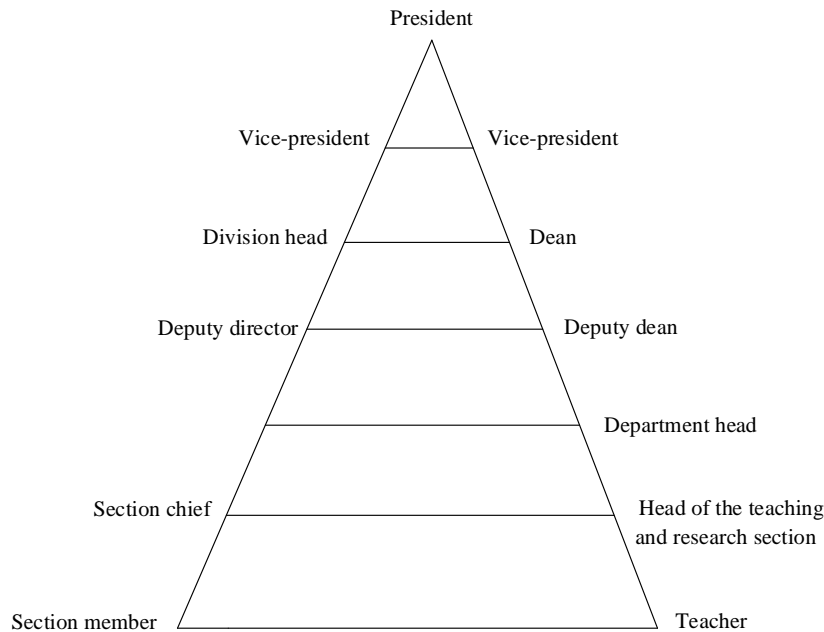 President
Vice-president
Vice-president
Division head
Dean
Deputy director
Deputy dean
Department head
Section chief
Head of the teaching
and research section
Section member
Teacher